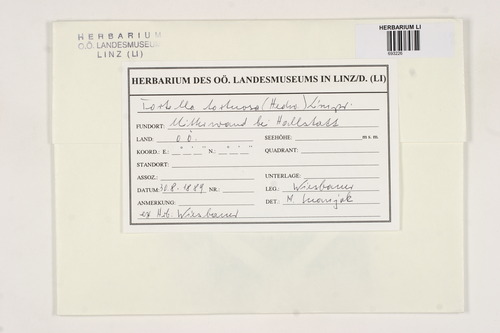 HERBARIUM
O.Ö. LANDESMUSEUM
LINZ (LI)
HERBARIUM LI
HERBARIUM DES OÖ. LANDESMUSEUMS IN LINZ/D. (LI)
Tortella tortuosa (Hedw.) Limpr.
FUNDORT: Mitterwand bei Hallstatt
LAND: O.Ö. SEEHÖHE: m s. m.
KOORD.: E.: ° ' " N.: ° ' " QUADRANT:
STANDORT:
ASSOZ.: UNTERLAGE:
DATUM: 30.8.1889 NR.: LEG.: Wiesbaur
ANMERKUNG: DET.:
ex Hb. Wiesbaur